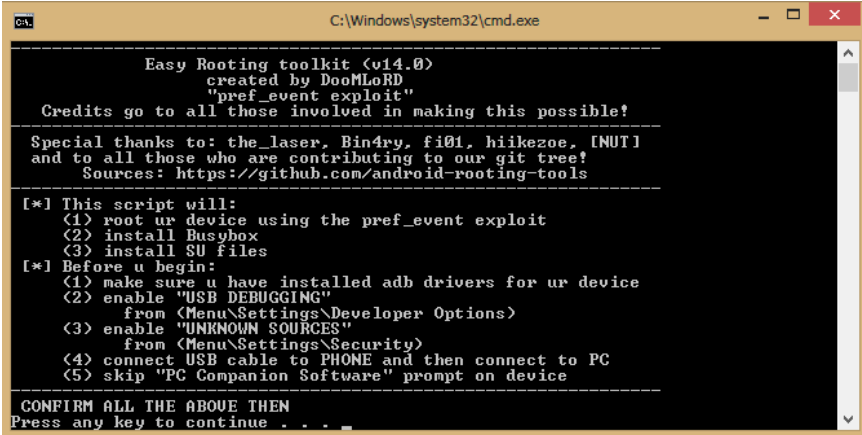 C:\Windows\system32\cmd.exe
Easy Rooting toolkit (v14.0)
created by DooMLoRD
"pref_event exploit"
Credits go to all those involved in making this possible!
Special thanks to: the_laser, Bin4ry, fi01, hiikezoe, [NUT]
and to all those who are contributing to our git tree!
Sources: https://github.com/android-rooting-tools
[*] This script will:
(1) root ur device using the pref_event exploit
(2) install Busybox
(3) install SU files
[*] Before u begin:
(1) make sure u have installed adb drivers for ur device
(2) enable "USB DEBUGGING"
from (Menu\Settings\Developer Options)
(3) enable "UNKNOWN SOURCES"
from (Menu\Settings\Security)
(4) connect USB cable to PHONE and then connect to PC
(5) skip "PC Companion Software" prompt on device
CONFIRM ALL THE ABOVE THEN
Press any key to continue . . . _